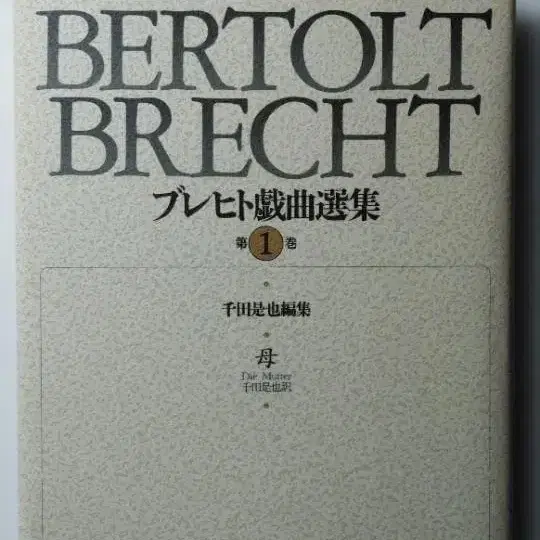 BERTOLT
BRECHT
ブレヒト戯曲選集
第1巻
千田是也編集
母
Die Mutter
千田是也訳